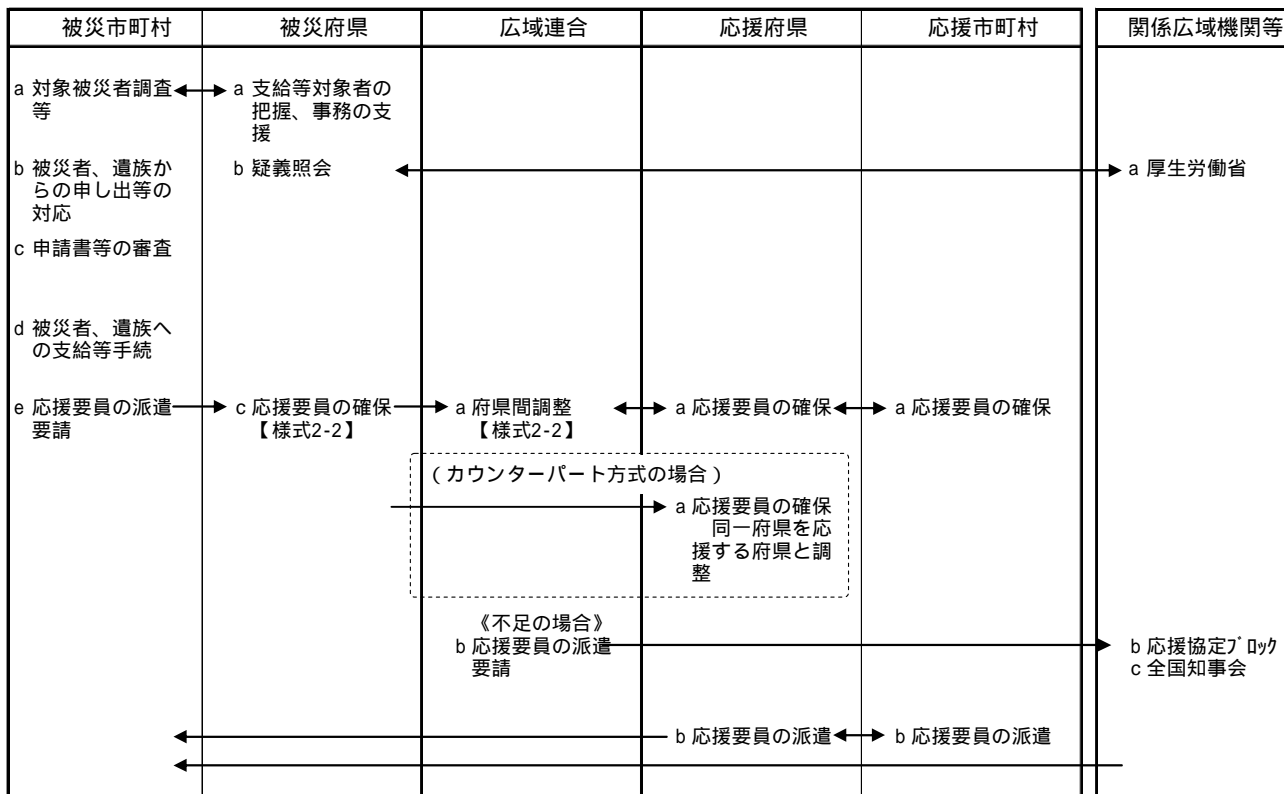 被災市町村 被災府県 広域連合 応援府県 応援市町村 関係広域機関等
a 対象被災者調査
等
a 支給等対象者の
把握、事務の支
援
b 被災者、遺族か
らの申し出等の
対応
b 疑義照会
a 厚生労働省
c 申請書等の審査
d 被災者、遺族へ
の支給等手続
e 応援要員の派遣
要請
c 応援要員の確保
【様式2-2】
a 府県間調整
【様式2-2】
a 応援要員の確保
a 応援要員の確保
(カウンターパート方式の場合)
a 応援要員の確保
同一府県を応
援する府県と調
整
《不足の場合》
b 応援要員の派遣
要請
b 応援協定ブロック
c 全国知事会
b 応援要員の派遣
b 応援要員の派遣